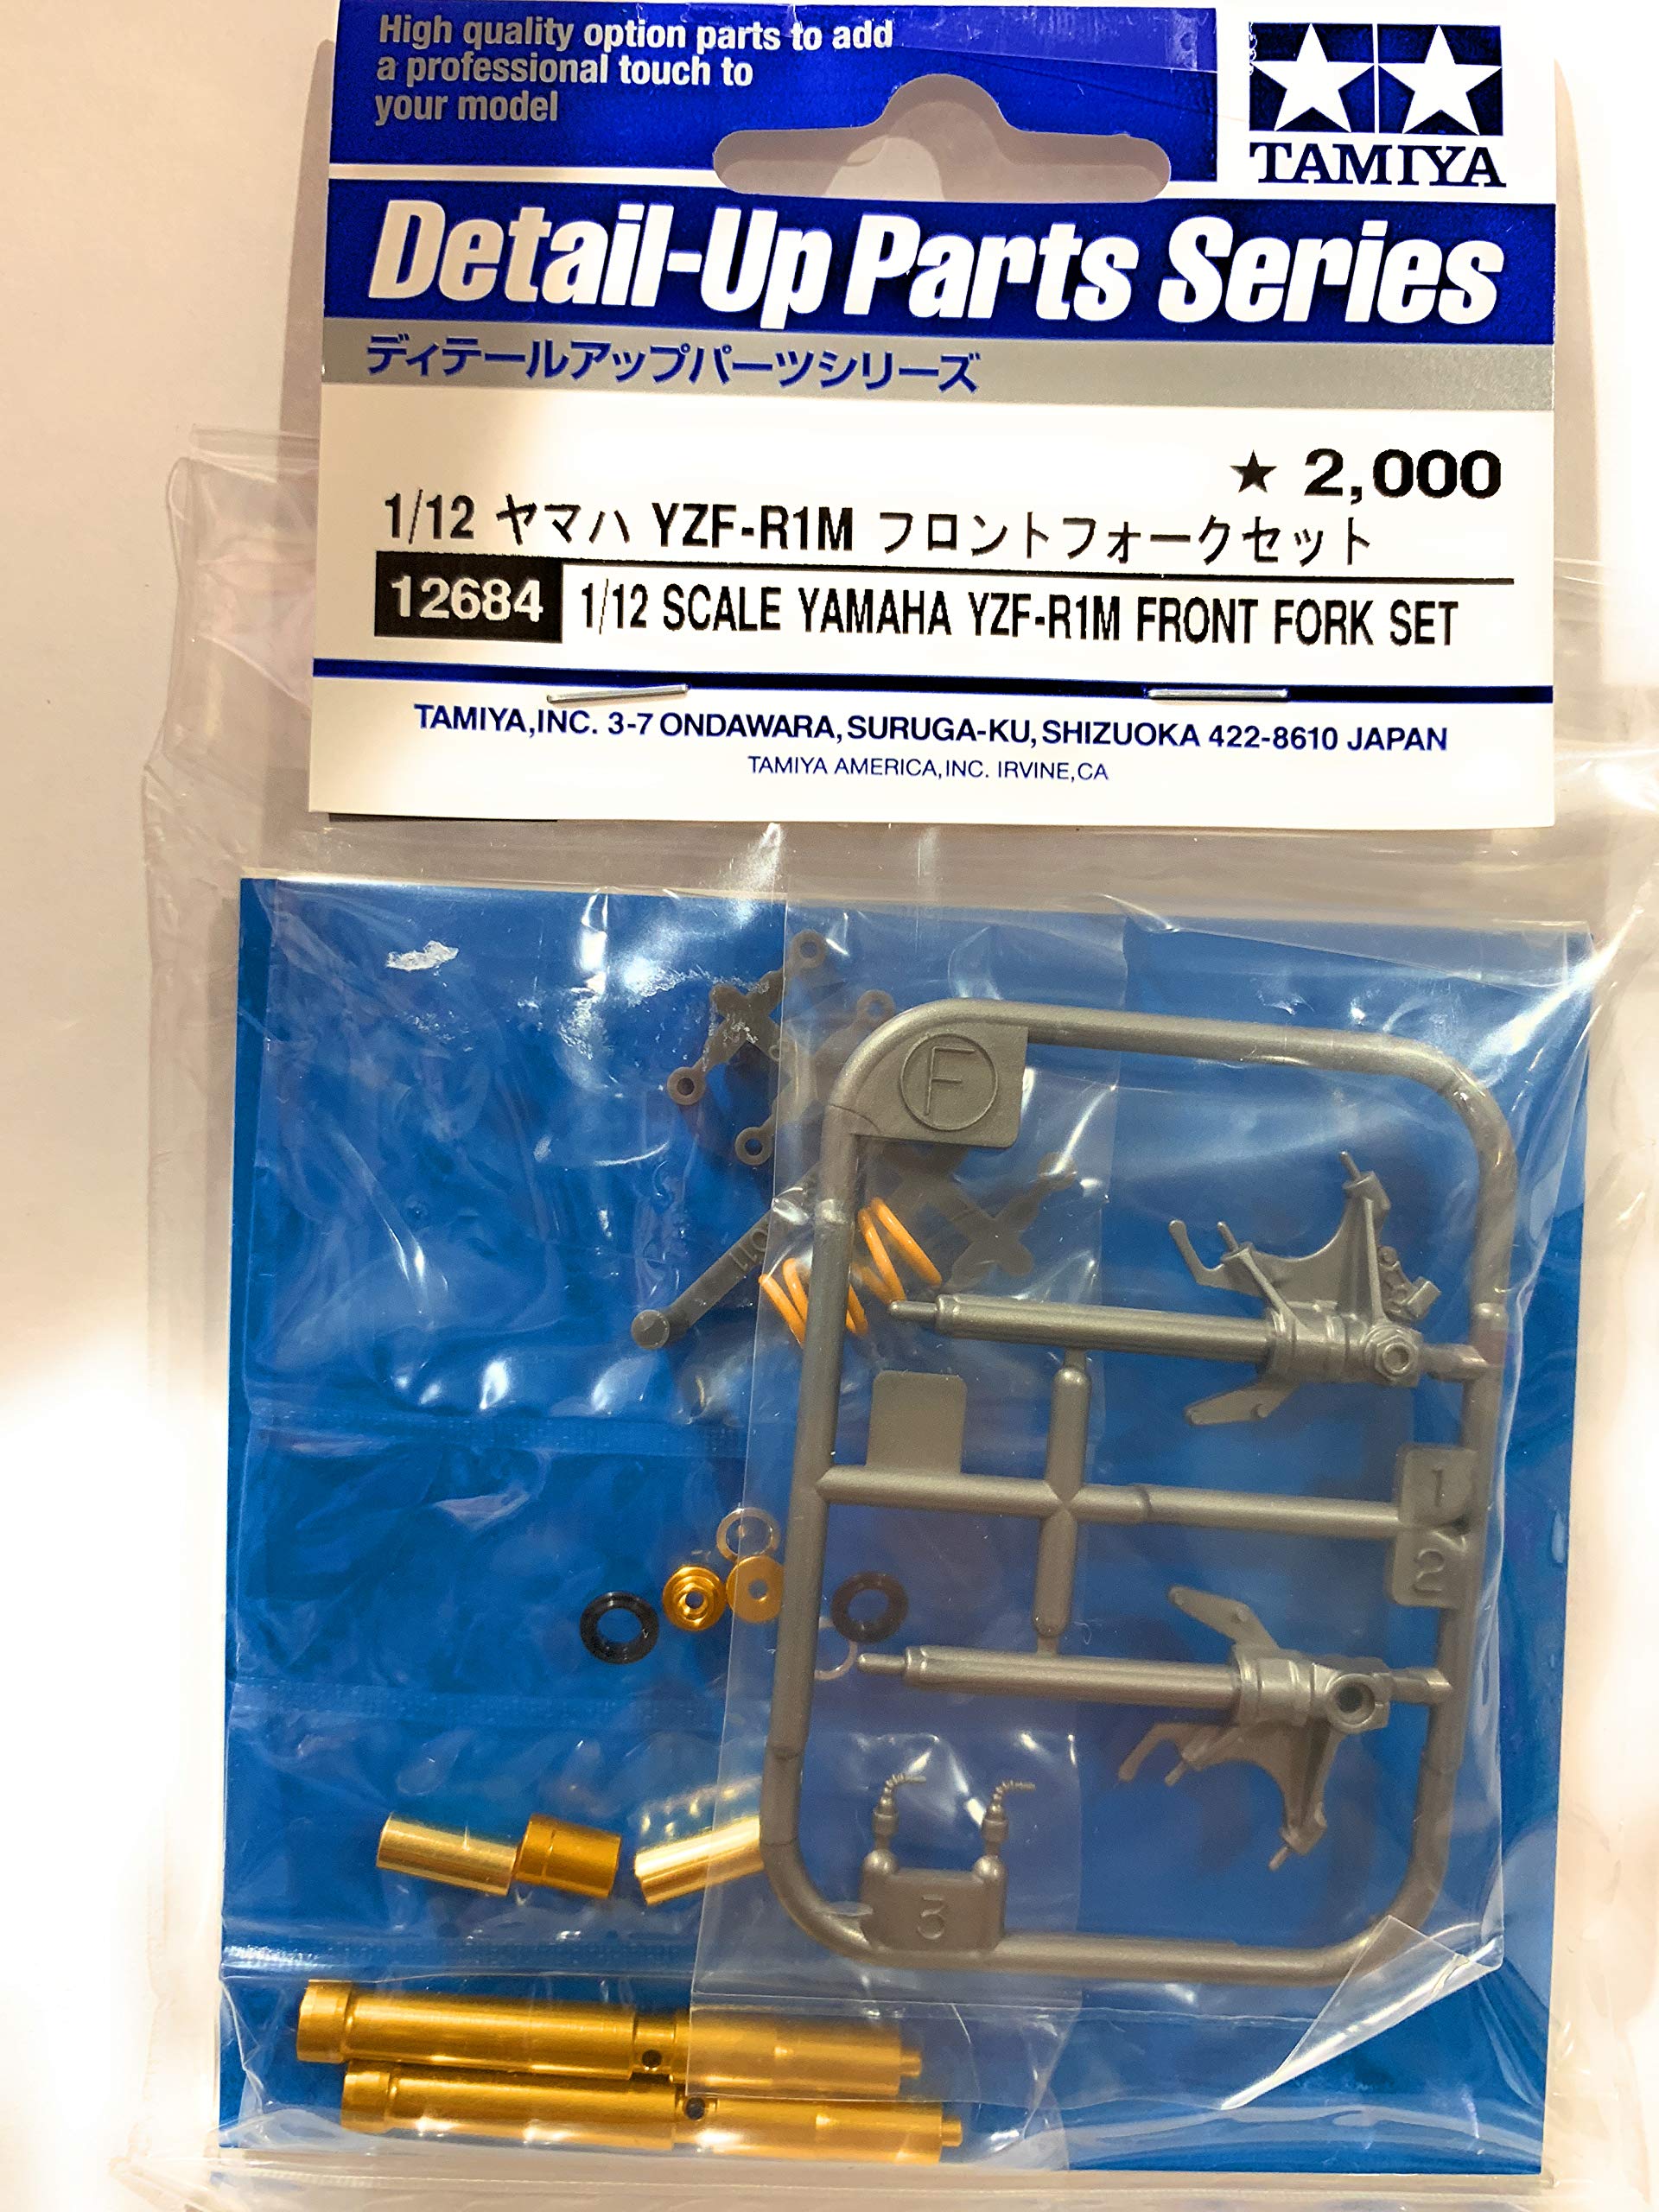 High quality option parts to add
a professional touch to
your model
TAMIYA
Detail-Up Parts Series
ディテールアップパーツシリーズ
★ 2,000
1/12 ヤマハ YZF-R1M フロントフォークセット
12684 1/12 SCALE YAMAHA YZF-R1M FRONT FORK SET
TAMIYA,INC. 3-7 ONDAWARA, SURUGA-KU, SHIZUOKA 422-8610 JAPAN
TAMIYA AMERICA, INC. IRVINE, CA
F
1
2
3